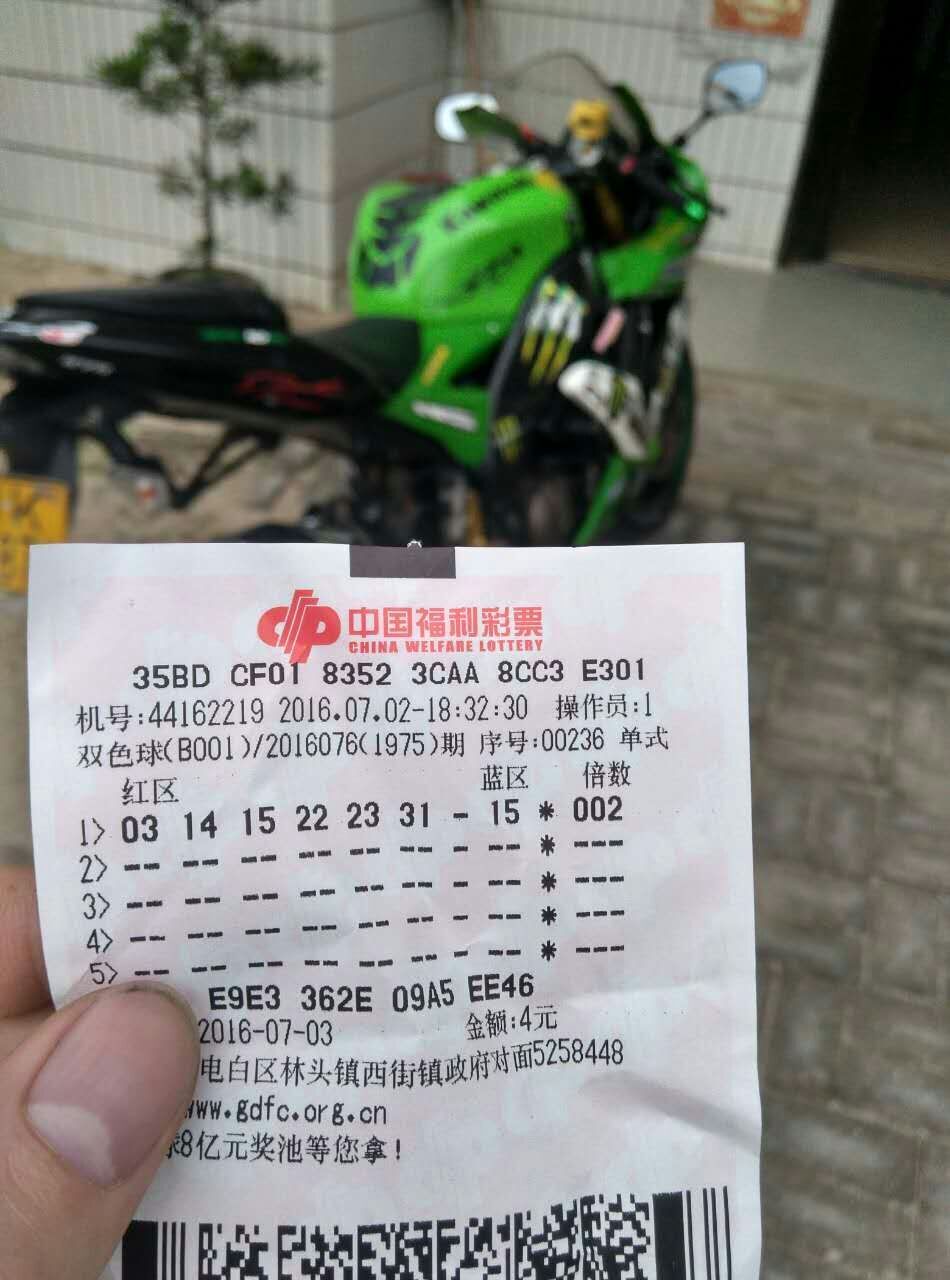 Kawasaki
中国福利彩票
CHINA WELFARE LOTTERY
35BD CF01 8352 3CAA 8CC3 E301
机号:44162219 2016.07.02-18:32:30 操作员:1
双色球(B001)/2016076(1975)期 序号:00236 单式
红区 蓝区 倍数
1> 03 14 15 22 23 31 - 15 * 002
2> -- -- -- -- -- -- - -- * ---
3> -- -- -- -- -- -- - -- * ---
4> -- -- -- -- -- -- - -- * ---
5> -- -- -- -- -- -- - -- * ---
E9E3 362E 09A5 EE46
2016-07-03 金额:4元
电白区林头镇西街镇政府对面5258448
www.gdfc.org.cn
球8亿元奖池等您拿!